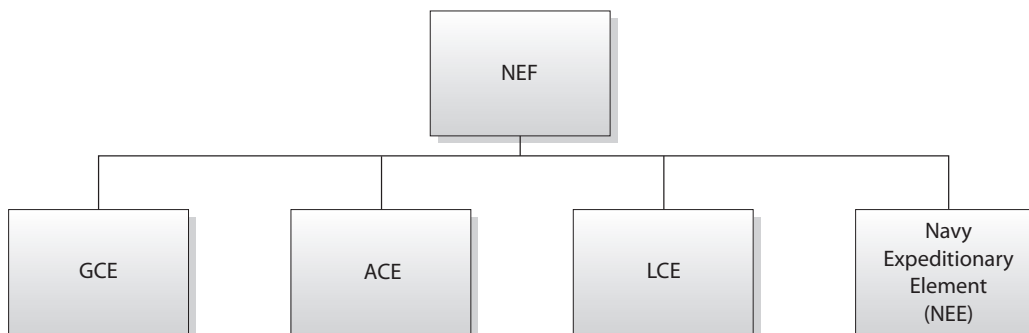 NEF
GCE
ACE
LCE
Navy
Expeditionary
Element
(NEE)